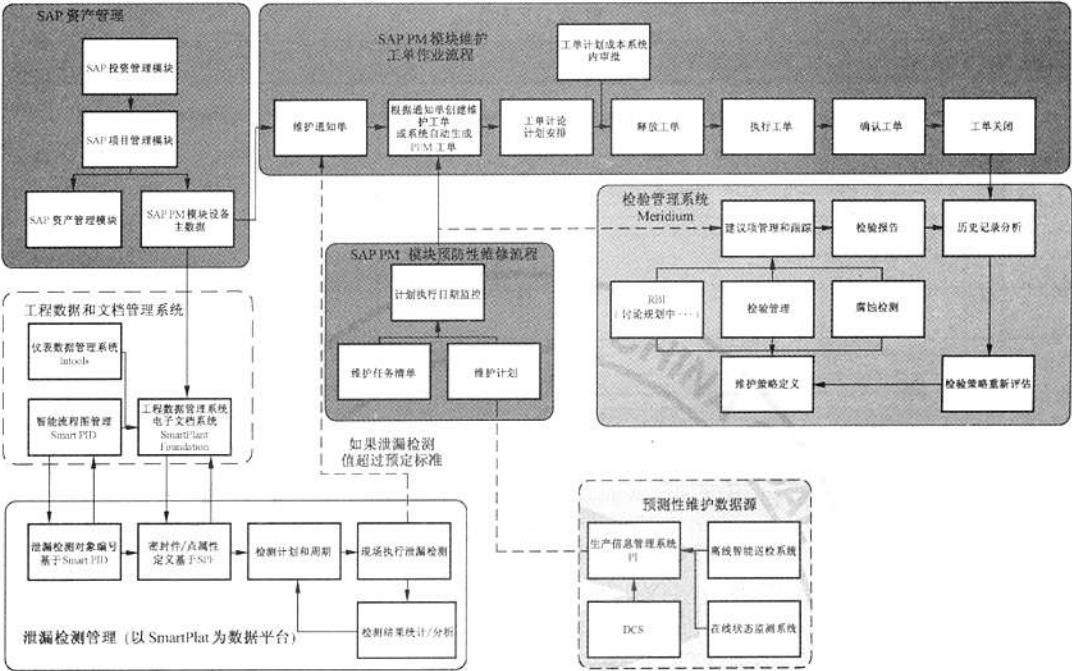 SAP 资产管理
SAP 投资管理模块
SAP 项目管理模块
SAP 资产管理模块
SAP PM 模块设备
主数据
SAP PM 模块维护
工单作业流程
工单计划成本系统
内审批
维护通知单
根据通知单创建维
护工单
或系统自动生成
PPM 工单
工单讨论
计划安排
释放工单
执行工单
确认工单
工单关闭
检验管理系统
Meridium
建议项管理和跟踪
检验报告
历史记录分析
RBI
（讨论规划中···）
检验管理
腐蚀检测
维护策略定义
检验策略重新评估
SAP PM 模块预防性维修流程
计划执行日期监控
维护任务清单
维护计划
工程数据和文档管理系统
仪表数据管理系统
Intools
智能流程图管理
Smart PID
工程数据管理系统
电子文档系统
SmartPlant
Foundation
如果泄漏检测
值超过预定标准
泄漏检测对象编号
基于Smart PID
密封件/点属性
定义基于SPF
检测计划和周期
现场执行泄漏检测
检测结果统计/分析
泄漏检测管理（以 SmartPlat 为数据平台）
预测性维护数据源
生产信息管理系统
PI
离线智能巡检系统
DCS
在线状态监测系统